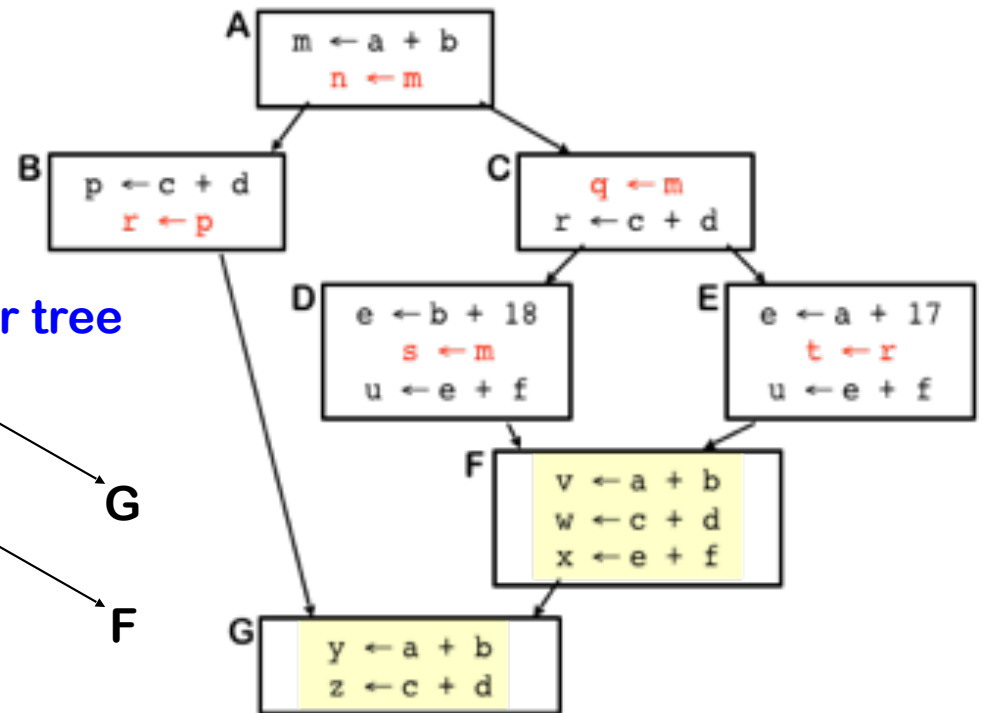 A
m ← a + b
n ← m
B
p ← c + d
r ← p
C
q ← m
r ← c + d
r tree
D
e ← b + 18
s ← m
u ← e + f
E
e ← a + 17
t ← r
u ← e + f
G
F
v ← a + b
w ← c + d
x ← e + f
F
G
y ← a + b
z ← c + d